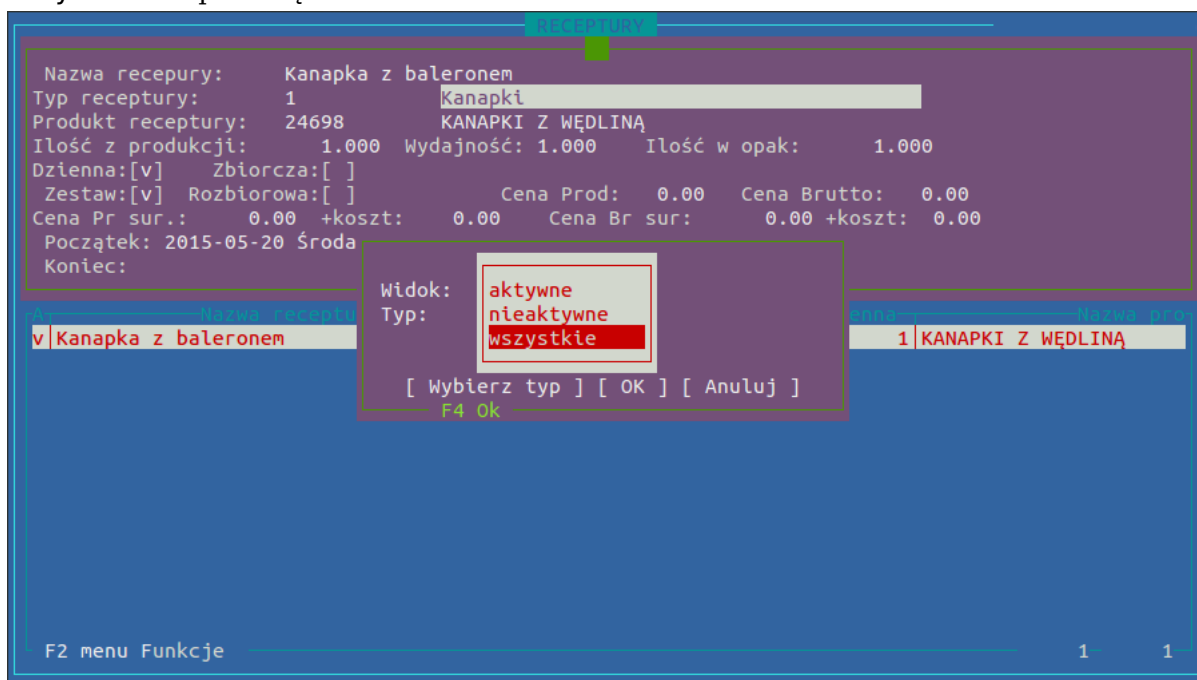 RECEPTURY
Nazwa recepury: Kanapka z baleronem
Typ receptury: 1 Kanapki
Produkt receptury: 24698 KANAPKI Z WĘDLINĄ
Ilość z produkcji: 1.000 Wydajność: 1.000 Ilość w opak: 1.000
Dzienna:[v] Zbiorcza:[ ]
Zestaw:[v] Rozbiorowa:[ ] Cena Prod: 0.00 Cena Brutto: 0.00
Cena Pr sur.: 0.00 +koszt: 0.00 Cena Br sur: 0.00 +koszt: 0.00
Początek: 2015-05-20 Środa
Koniec:
Widok: aktywne
Typ: nieaktywne
wszystkie
[ Wybierz typ ] [ OK ] [ Anuluj ]
F4 Ok
A Nazwa receptu enna Nazwa pro
v Kanapka z baleronem 1 KANAPKI Z WĘDLINĄ
F2 menu Funkcje 1 1